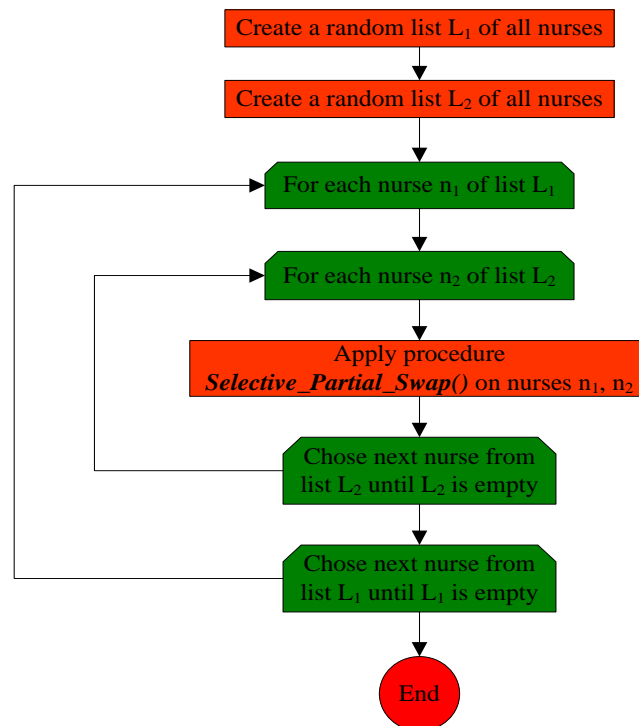 Create a random list L₁ of all nurses
Create a random list L₂ of all nurses
For each nurse n₁ of list L₁
For each nurse n₂ of list L₂
Apply procedure
Selective_Partial_Swap() on nurses n₁, n₂
Chose next nurse from
list L₂ until L₂ is empty
Chose next nurse from
list L₁ until L₁ is empty
End